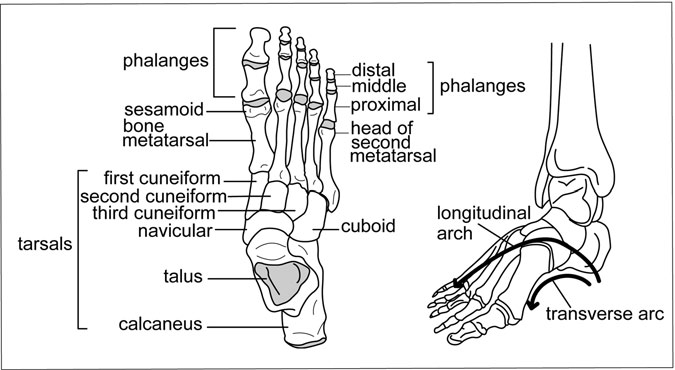 phalanges
sesamoid
bone
metatarsal
first cuneiform
second cuneiform
third cuneiform
navicular
tarsals
talus
calcaneus
distal
middle
proximal
phalanges
head of
second
metatarsal
cuboid
longitudinal
arch
transverse arc